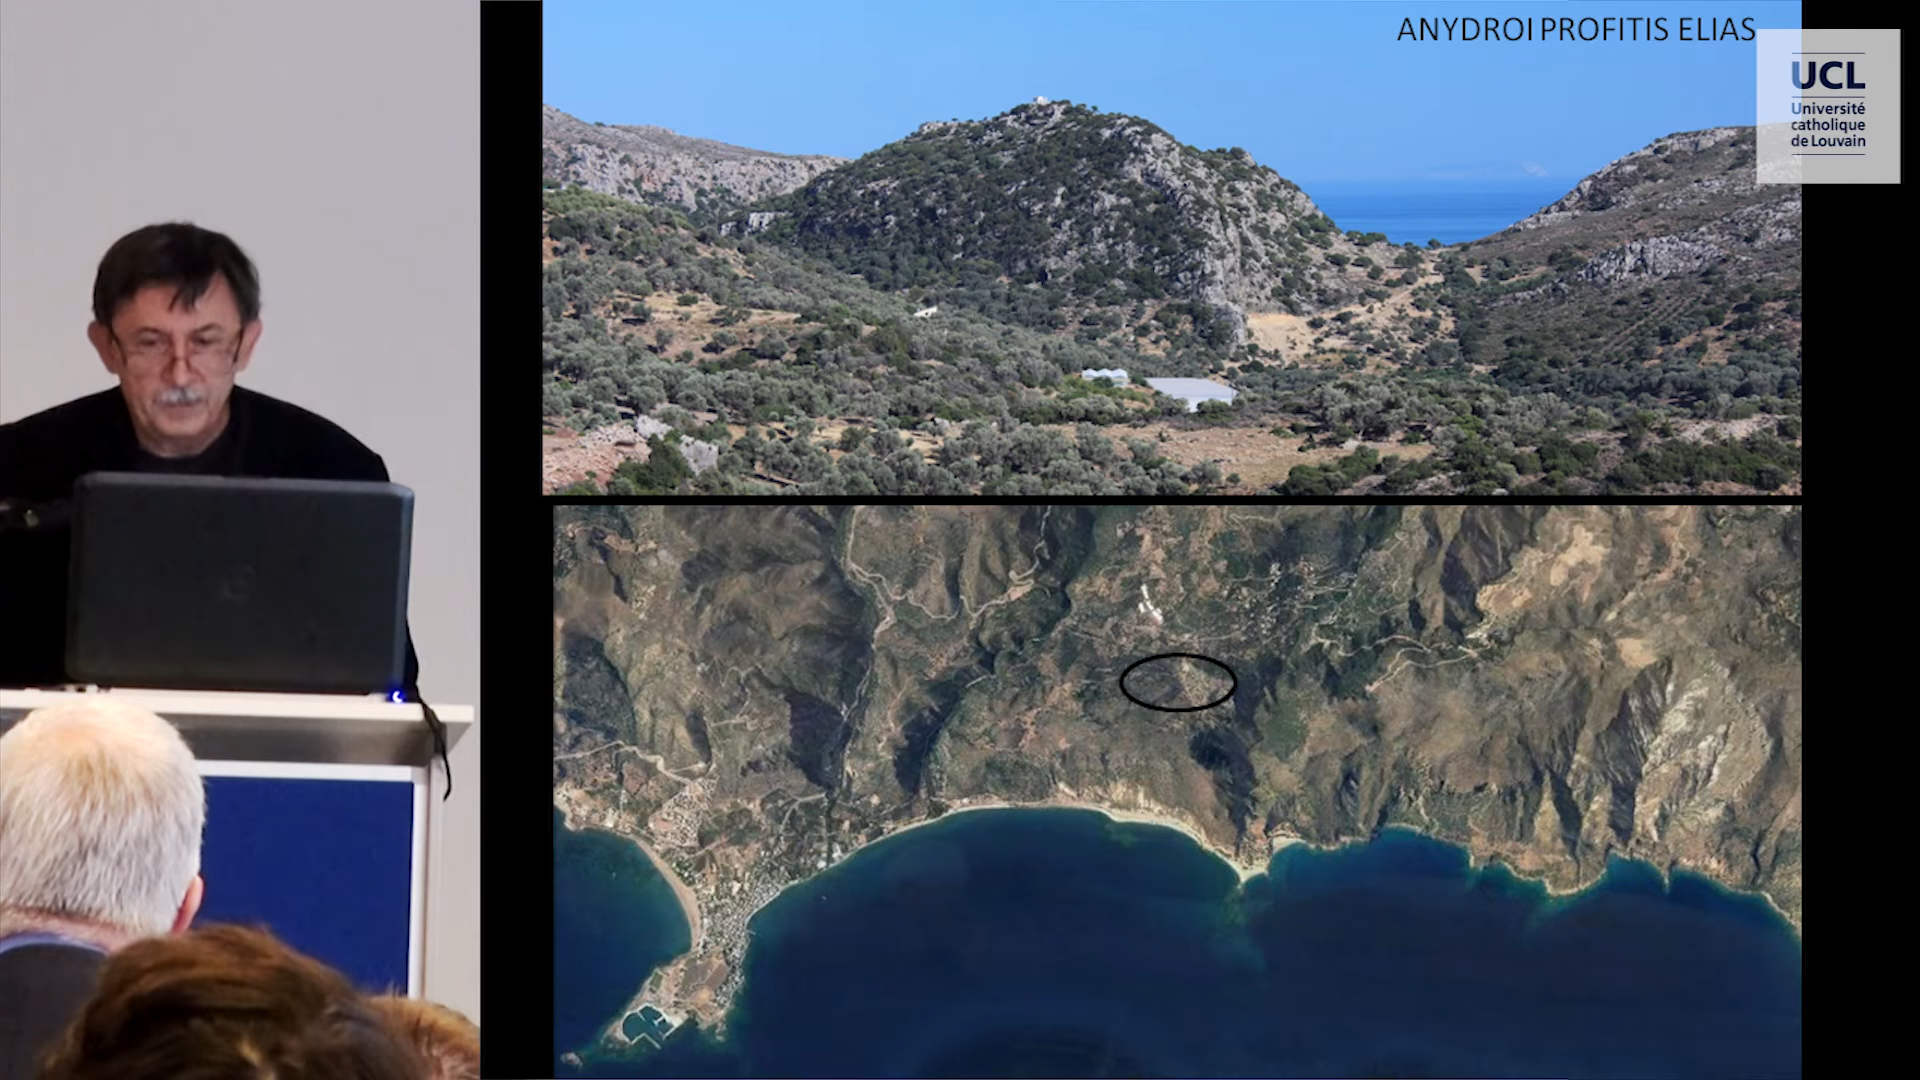 ANYDROI PROFITIS ELIAS
UCL
Université
catholique
de Louvain